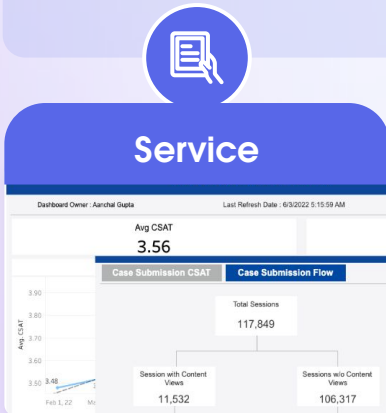 Service
Dashboard Owner : Aanchal Gupta Last Refresh Date : 6/3/2022 5:15:59 AM
Avg CSAT
3.56
Case Submission CSAT Case Submission Flow
Total Sessions
117,849
Session with Content
Views
11,532
Sessions w/o Content
Views
106,317
Avg. CSAT
3.90
3.80
3.70
3.60
3.50
3.48
Feb 1, 22